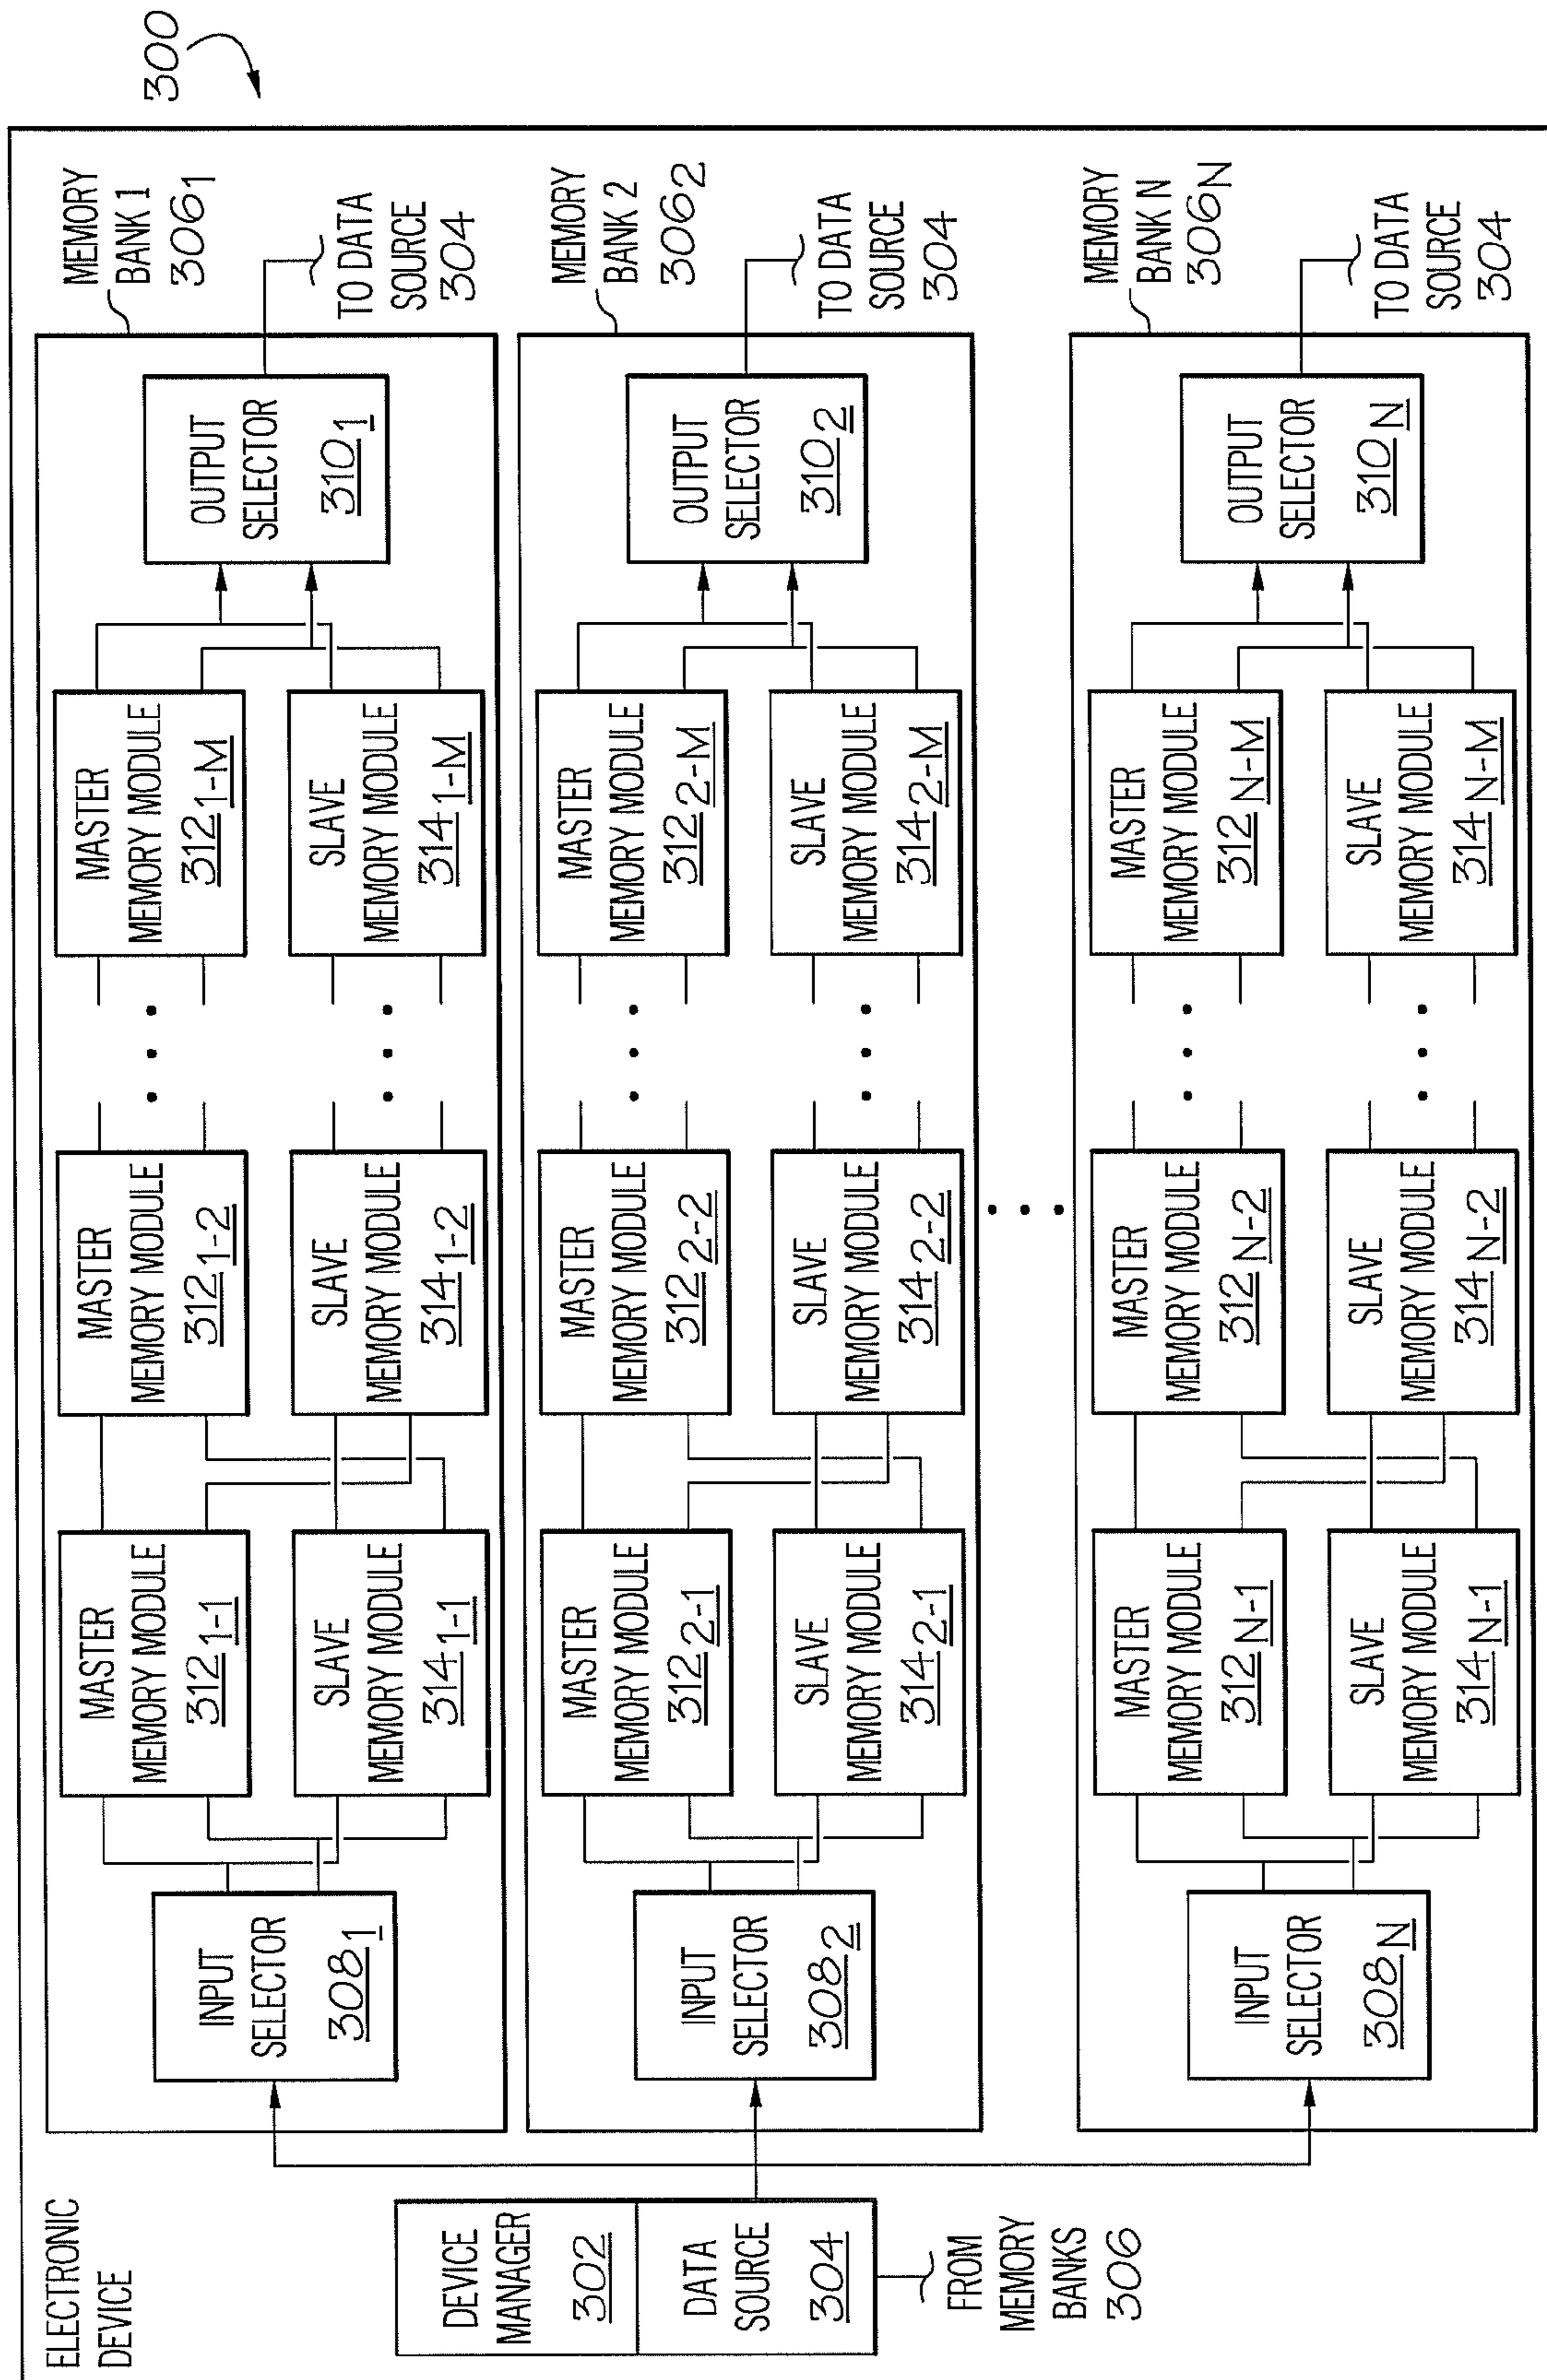 300
ELECTRONIC
DEVICE
DEVICE
MANAGER
302
DATA
SOURCE
304
FROM
MEMORY
BANKS
306
MEMORY
BANK 1
306₁
INPUT
SELECTOR
308₁
MASTER
MEMORY MODULE
312₁₋₁
SLAVE
MEMORY MODULE
314₁₋₁
MASTER
MEMORY MODULE
312₁₋₂
SLAVE
MEMORY MODULE
314₁₋₂
MASTER
MEMORY MODULE
312₁₋M
SLAVE
MEMORY MODULE
314₁₋M
OUTPUT
SELECTOR
310₁
TO DATA
SOURCE
304
MEMORY
BANK 2
306₂
INPUT
SELECTOR
308₂
MASTER
MEMORY MODULE
312₂₋₁
SLAVE
MEMORY MODULE
314₂₋₁
MASTER
MEMORY MODULE
312₂₋₂
SLAVE
MEMORY MODULE
314₂₋₂
MASTER
MEMORY MODULE
312₂₋M
SLAVE
MEMORY MODULE
314₂₋M
OUTPUT
SELECTOR
310₂
TO DATA
SOURCE
304
MEMORY
BANK N
306N
INPUT
SELECTOR
308N
MASTER
MEMORY MODULE
312N-1
SLAVE
MEMORY MODULE
314N-1
MASTER
MEMORY MODULE
312N-2
SLAVE
MEMORY MODULE
314N-2
MASTER
MEMORY MODULE
312N-M
SLAVE
MEMORY MODULE
314N-M
OUTPUT
SELECTOR
310N
TO DATA
SOURCE
304